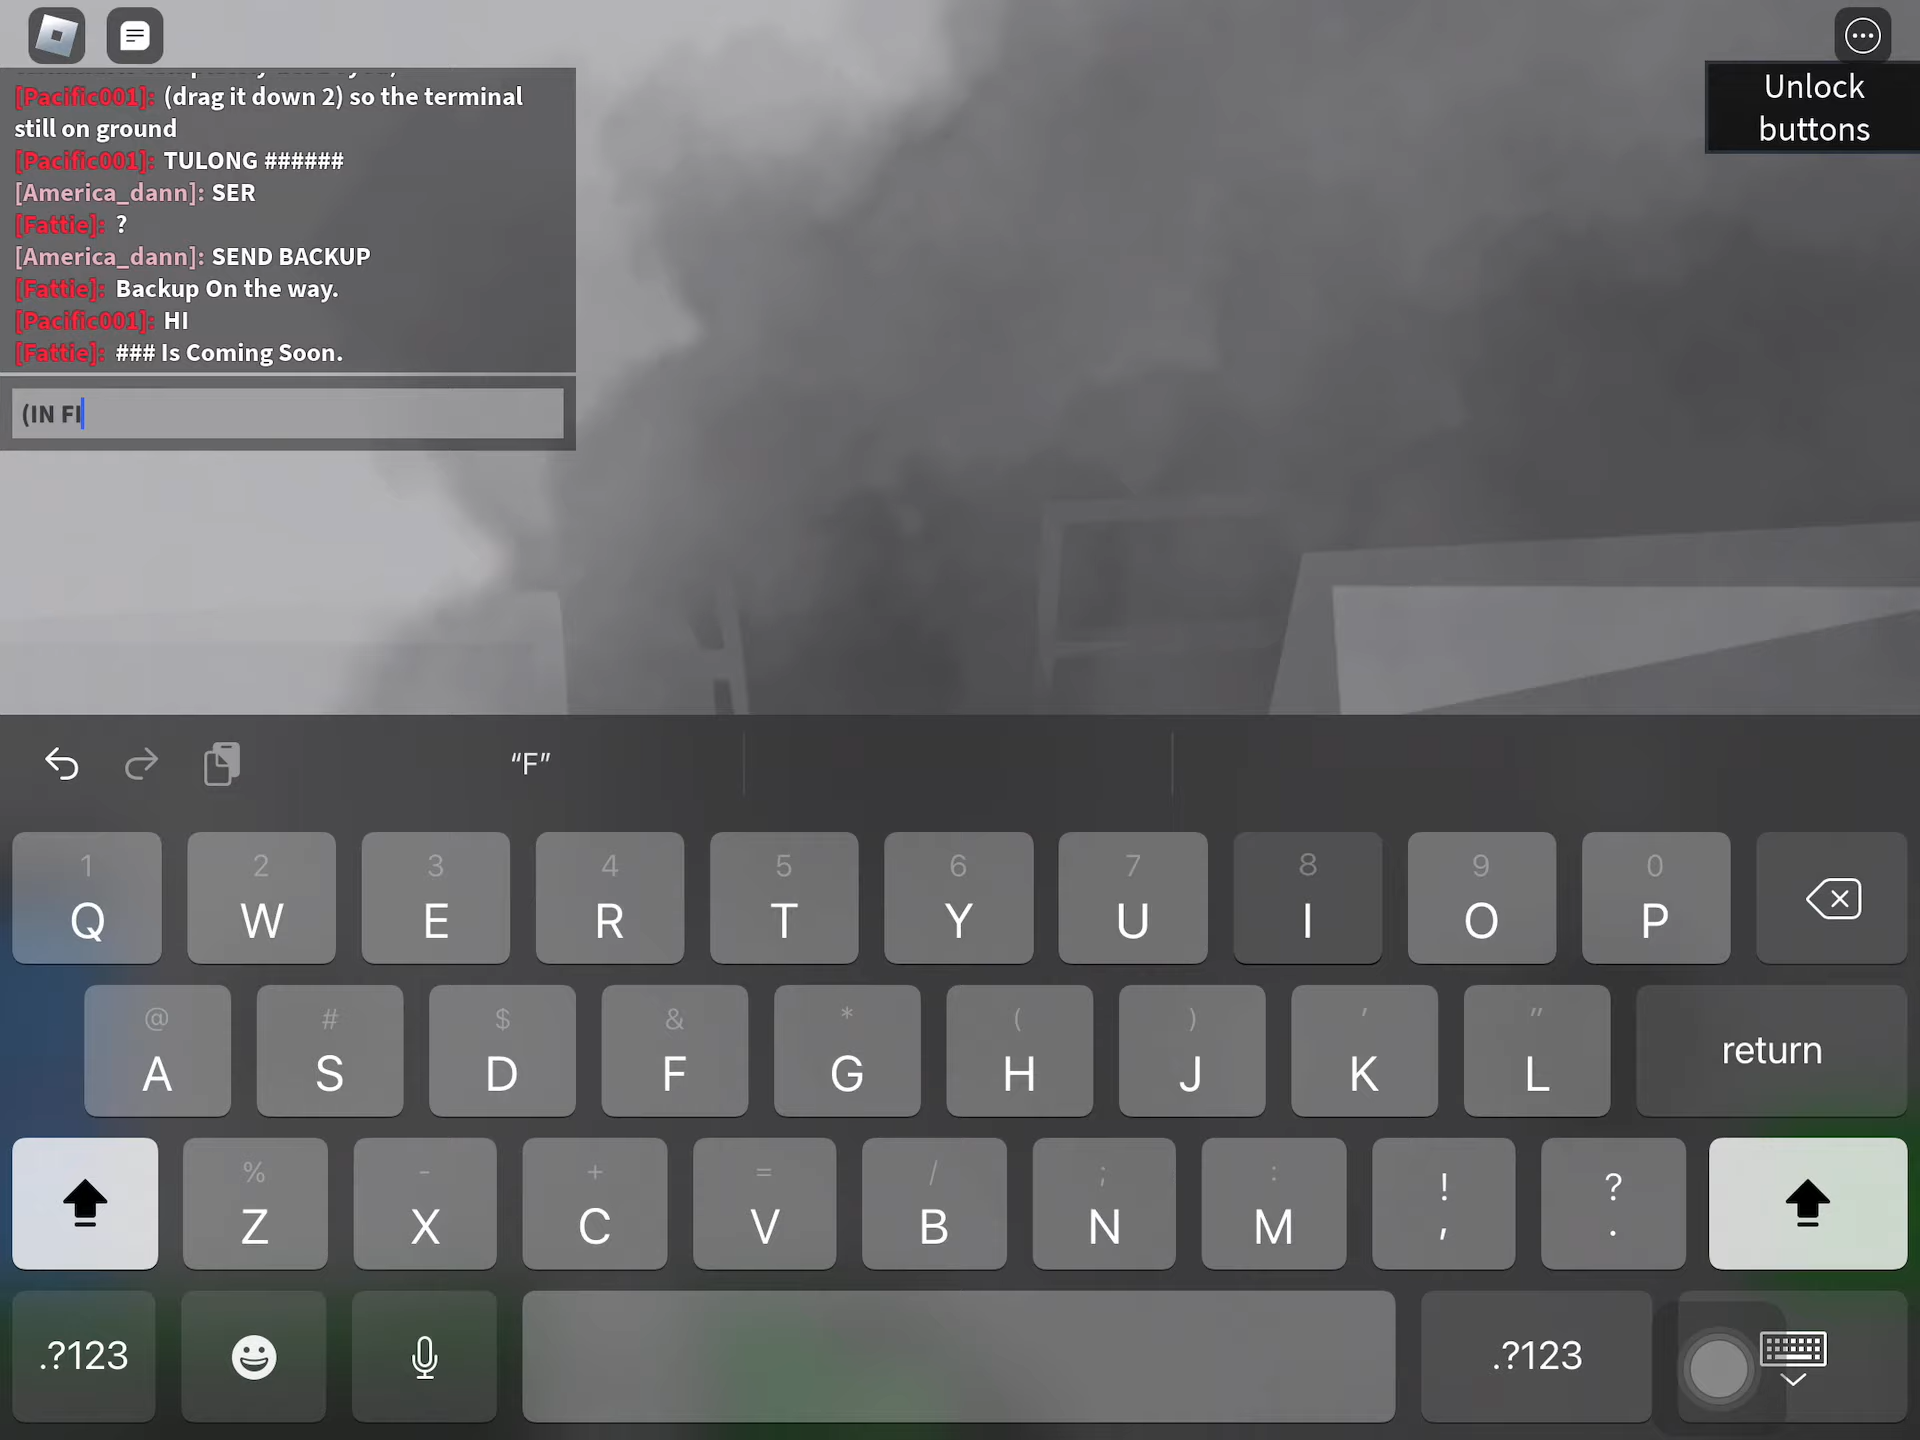 [Pacific001]: (drag it down 2) so the terminal
still on ground
[Pacific001]: TULONG ######
[America_dann]: SER
[Fattie]: ?
[America_dann]: SEND BACKUP
[Fattie]: Backup On the way.
[Pacific001]: HI
[Fattie]: ### Is Coming Soon.
(IN FI
Unlock
buttons
“F”
1 2 3 4 5 6 7 8 9 0
Q W E R T Y U I O P
@ # $ & * ( ) ' "
A S D F G H J K L return
% - + = / ; : ! ?
Z X C V B N M , .
.?123 .?123